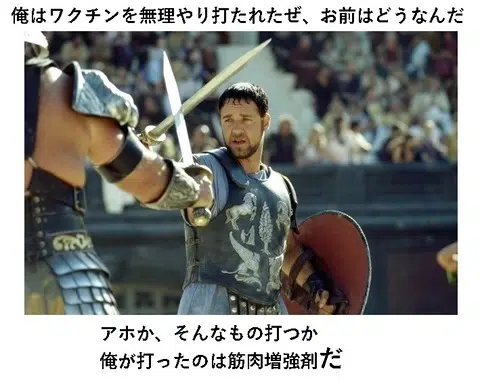 俺はワクチンを無理やり打たれたぜ、お前はどうなんだ
アホか、そんなもの打つか
俺が打ったのは筋肉増強剤だ